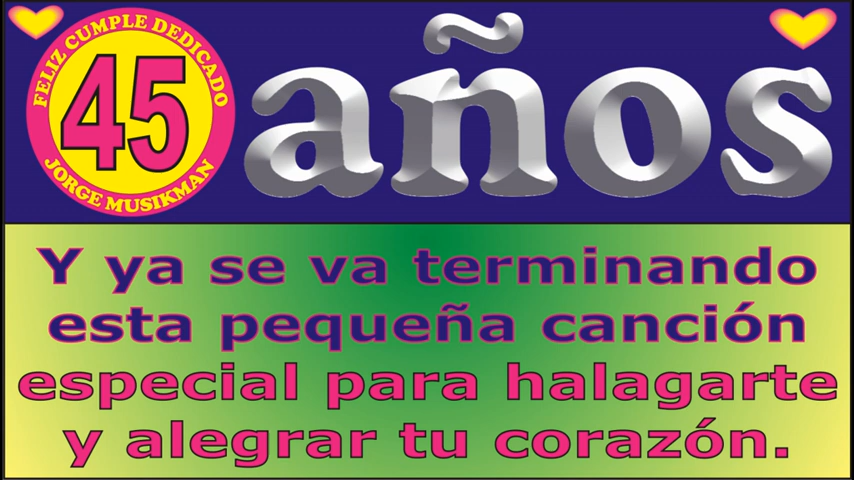 FELIZ CUMPLE DEDICADO
45
JORGE MUSIKMAN
años
Y ya se va terminando
esta pequeña canción
especial para halagarte
y alegrar tu corazón.